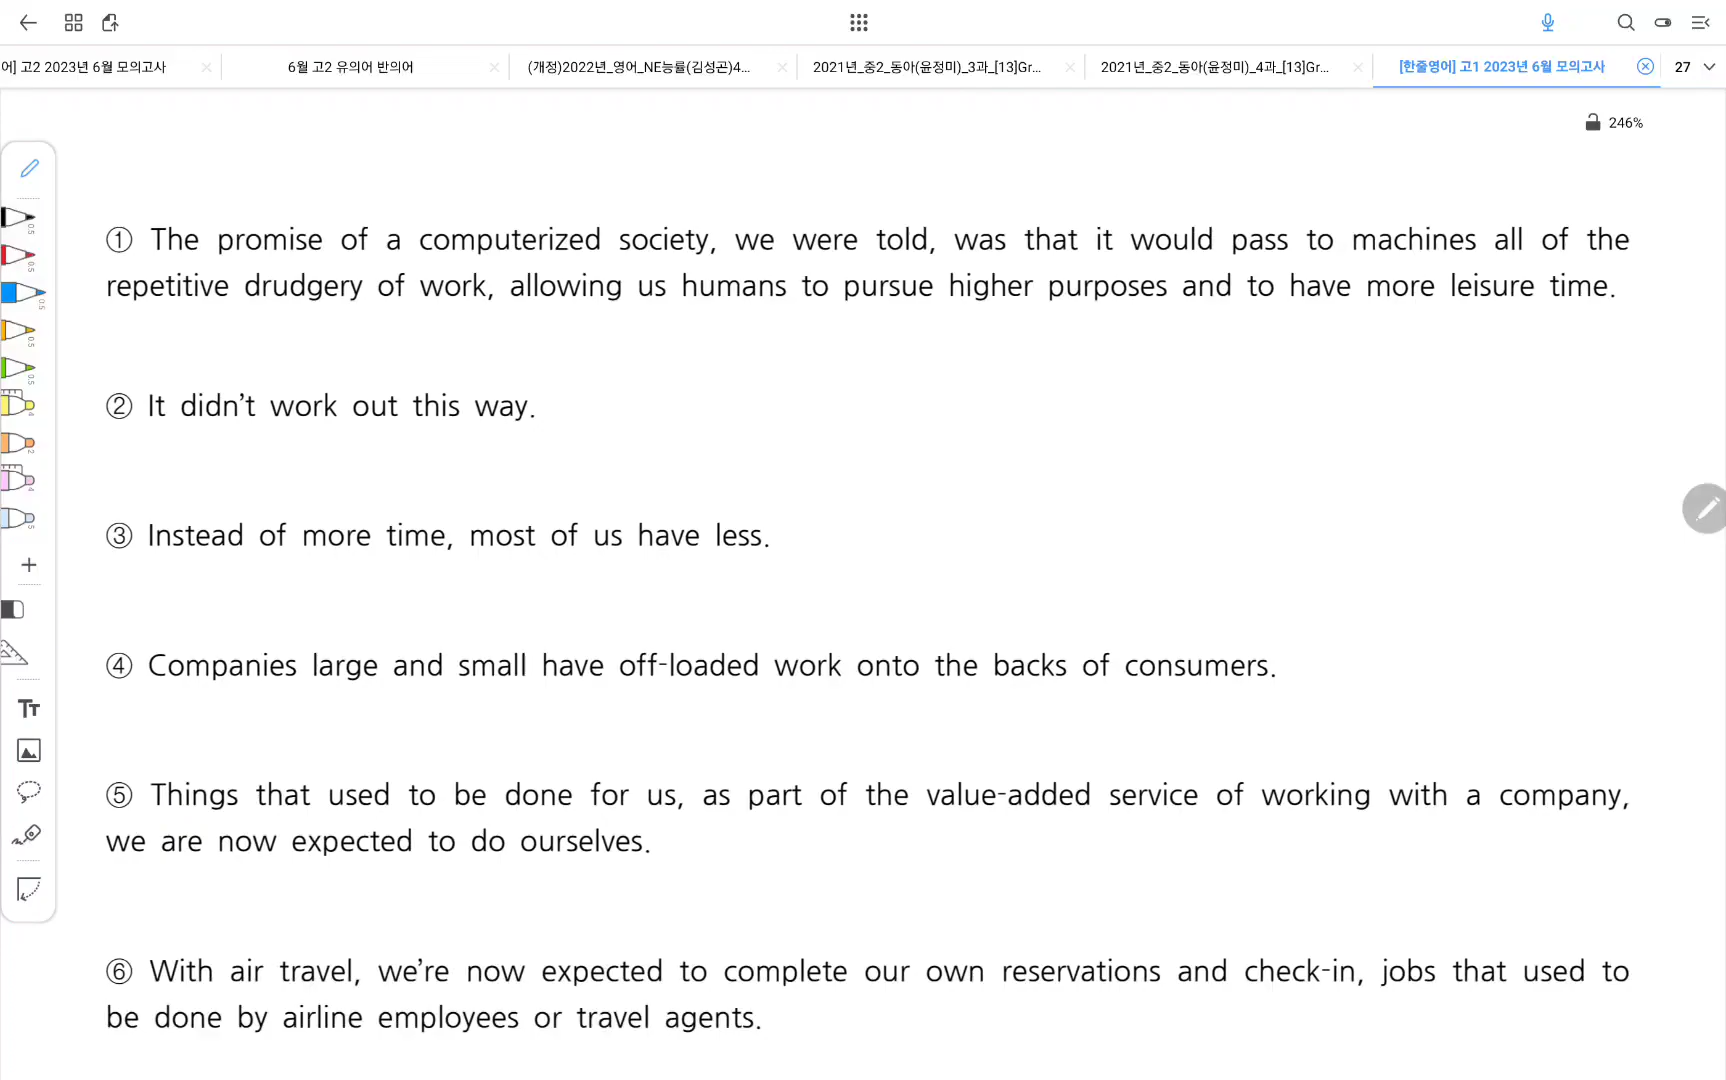 어] 고2 2023년 6월 모의고사
6월 고2 유의어 반의어
(개정)2022년_영어_NE능률(김성곤)4...
2021년_중2_동아(윤정미)_3과_[13]Gr...
2021년_중2_동아(윤정미)_4과_[13]Gr...
[한줄영어] 고1 2023년 6월 모의고사
27
246%
① The promise of a computerized society, we were told, was that it would pass to machines all of the
repetitive drudgery of work, allowing us humans to pursue higher purposes and to have more leisure time.
② It didn’t work out this way.
③ Instead of more time, most of us have less.
④ Companies large and small have off-loaded work onto the backs of consumers.
⑤ Things that used to be done for us, as part of the value-added service of working with a company,
we are now expected to do ourselves.
⑥ With air travel, we’re now expected to complete our own reservations and check-in, jobs that used to
be done by airline employees or travel agents.